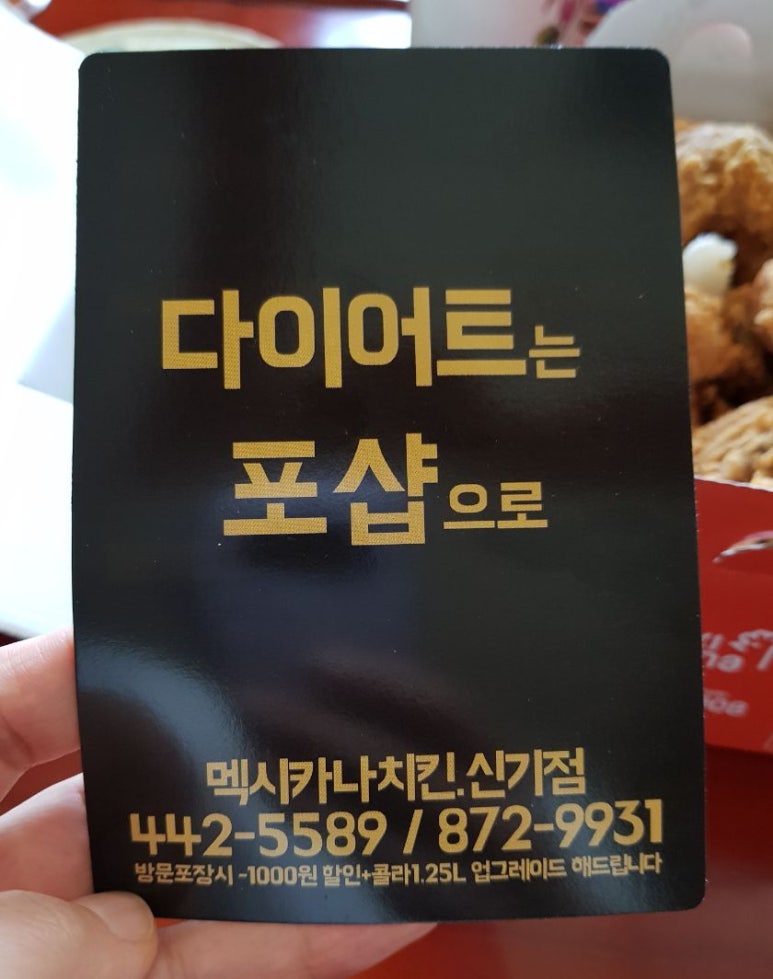 다이어트는
포샵으로
멕시카나치킨.신기점
442-5589 / 872-9931
방문포장시 -1000원 할인+콜라1.25L 업그레이드 해드립니다